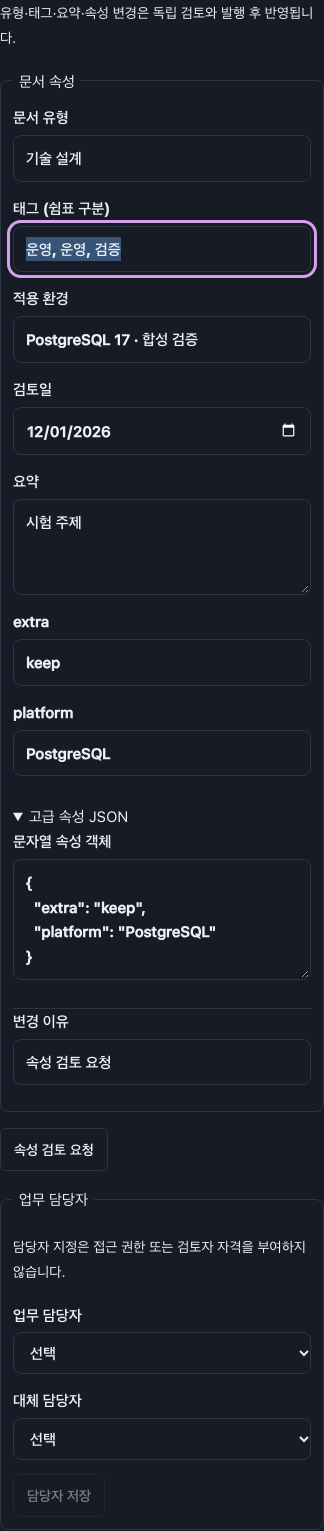 유형·태그·요약·속성 변경은 독립 검토와 발행 후 반영됩니
다.
문서 속성
문서 유형
기술 설계
태그 (쉼표 구분)
운영, 운영, 검증
적용 환경
PostgreSQL 17 · 합성 검증
검토일
12/01/2026
요약
시험 주제
extra
keep
platform
PostgreSQL
▼ 고급 속성 JSON
문자열 속성 객체
{
  "extra": "keep",
  "platform": "PostgreSQL"
}
변경 이유
속성 검토 요청
속성 검토 요청
업무 담당자
담당자 지정은 접근 권한 또는 검토자 자격을 부여하지
않습니다.
업무 담당자
선택
대체 담당자
선택
담당자 저장